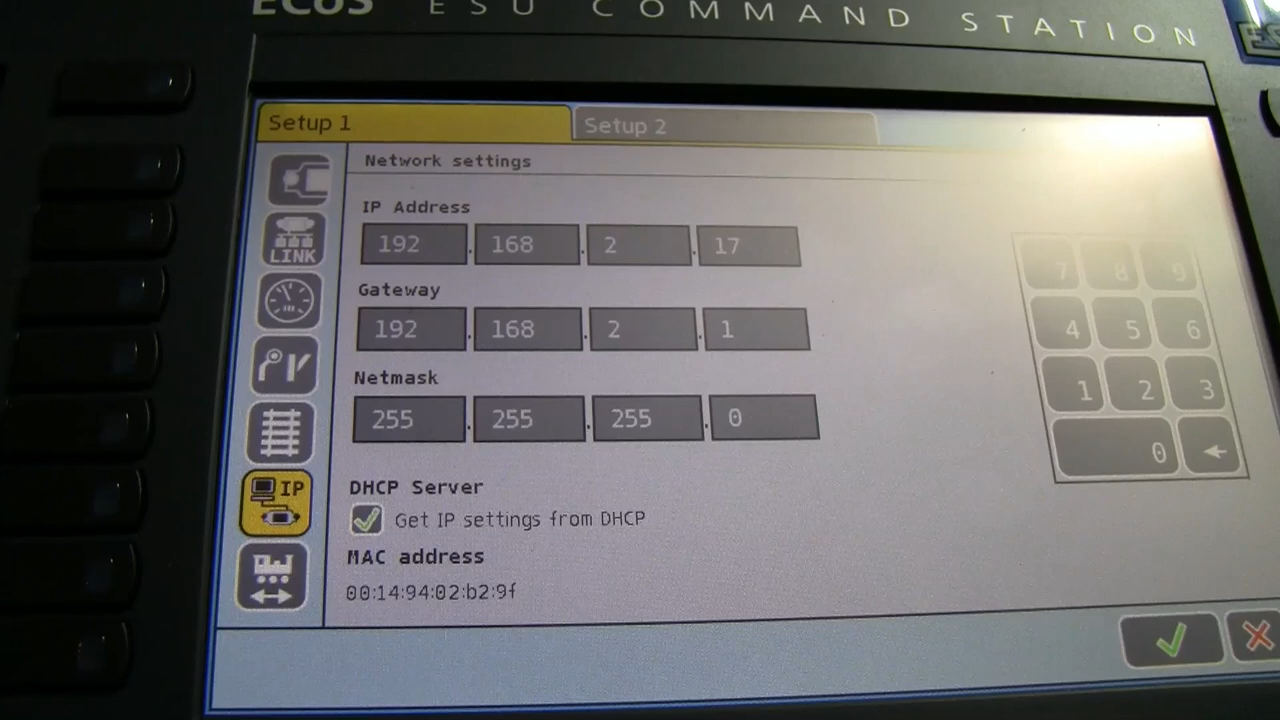 ECoS ESU COMMAND STATION
Setup 1 Setup 2
Network settings
IP Address
192 . 168 . 2 . 17
LINK
Gateway
192 . 168 . 2 . 1
Netmask
255 . 255 . 255 . 0
7 8 9
4 5 6
1 2 3
0
IP
DHCP Server
Get IP settings from DHCP
MAC address
00:14:94:02:b2:9f